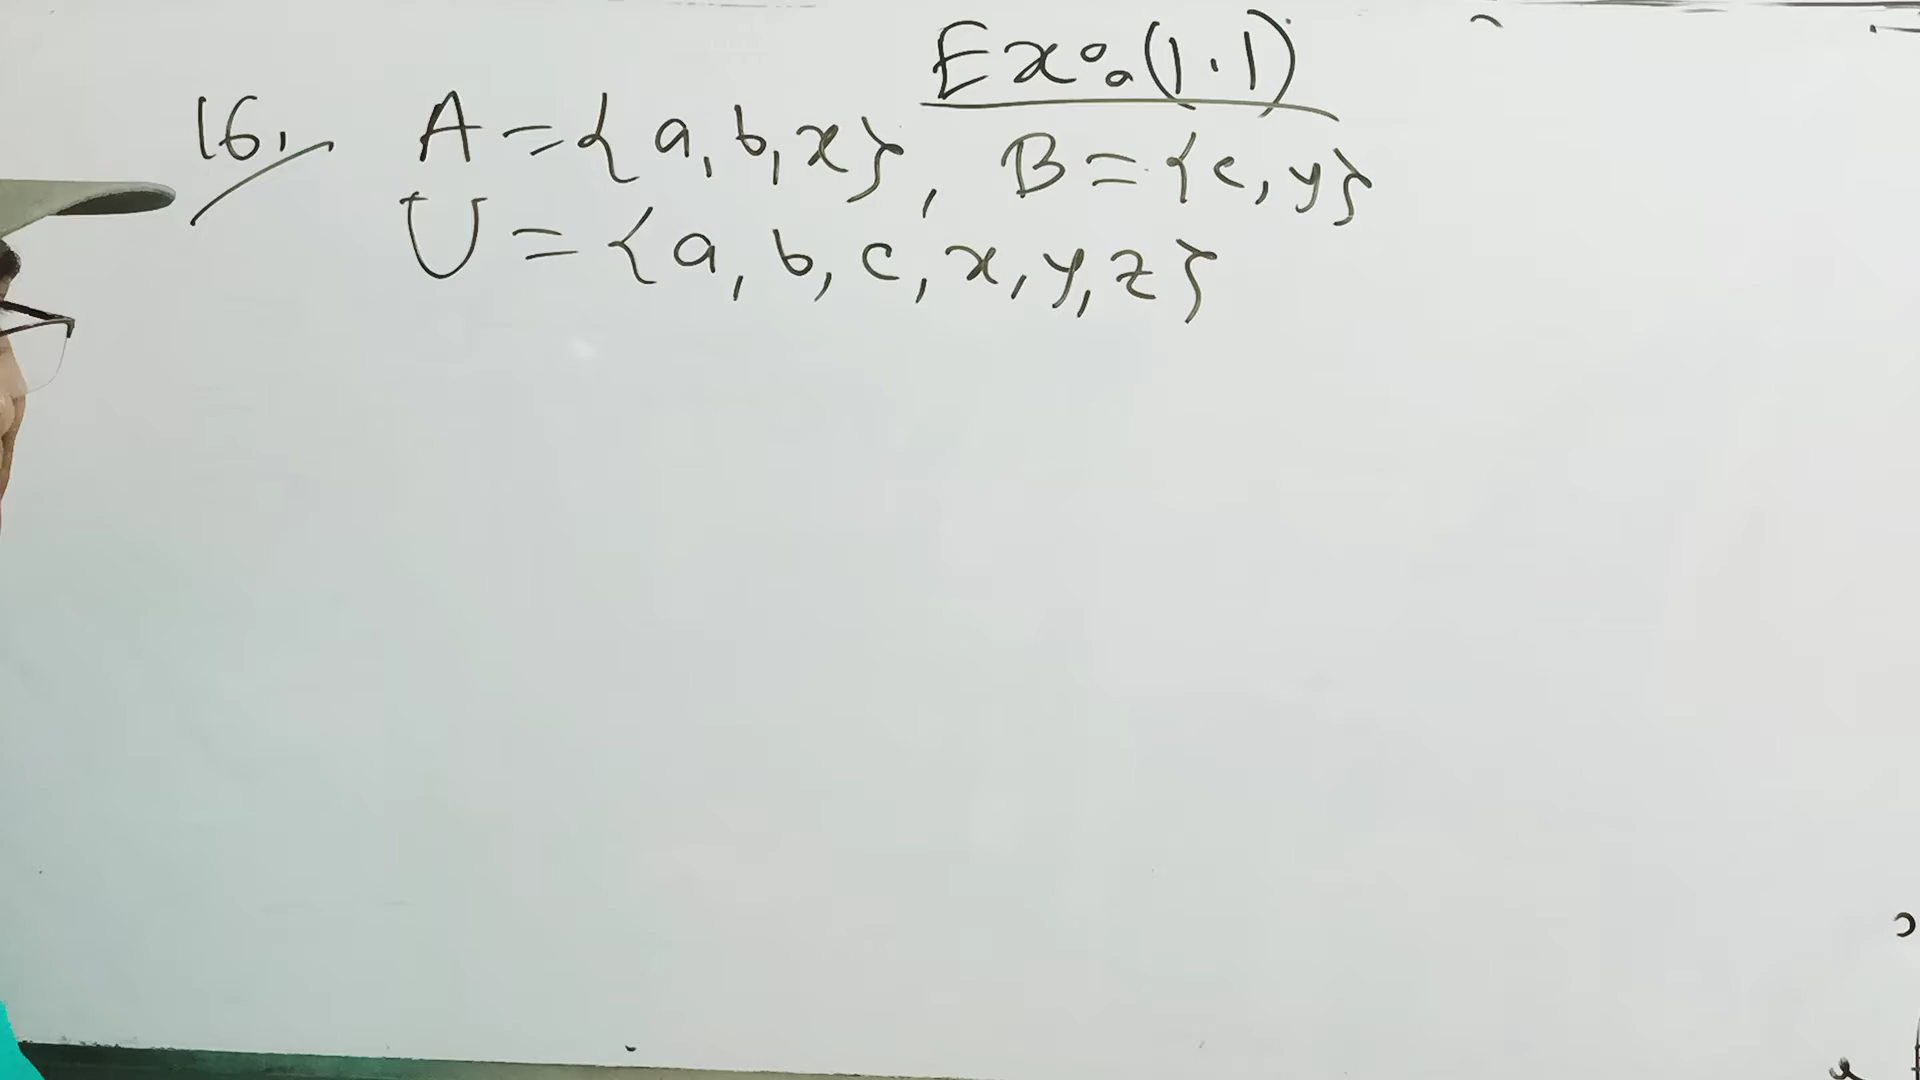 Ex: (1.1)
16. A = {a, b, x}, B = {c, y}
U = {a, b, c, x, y, z}